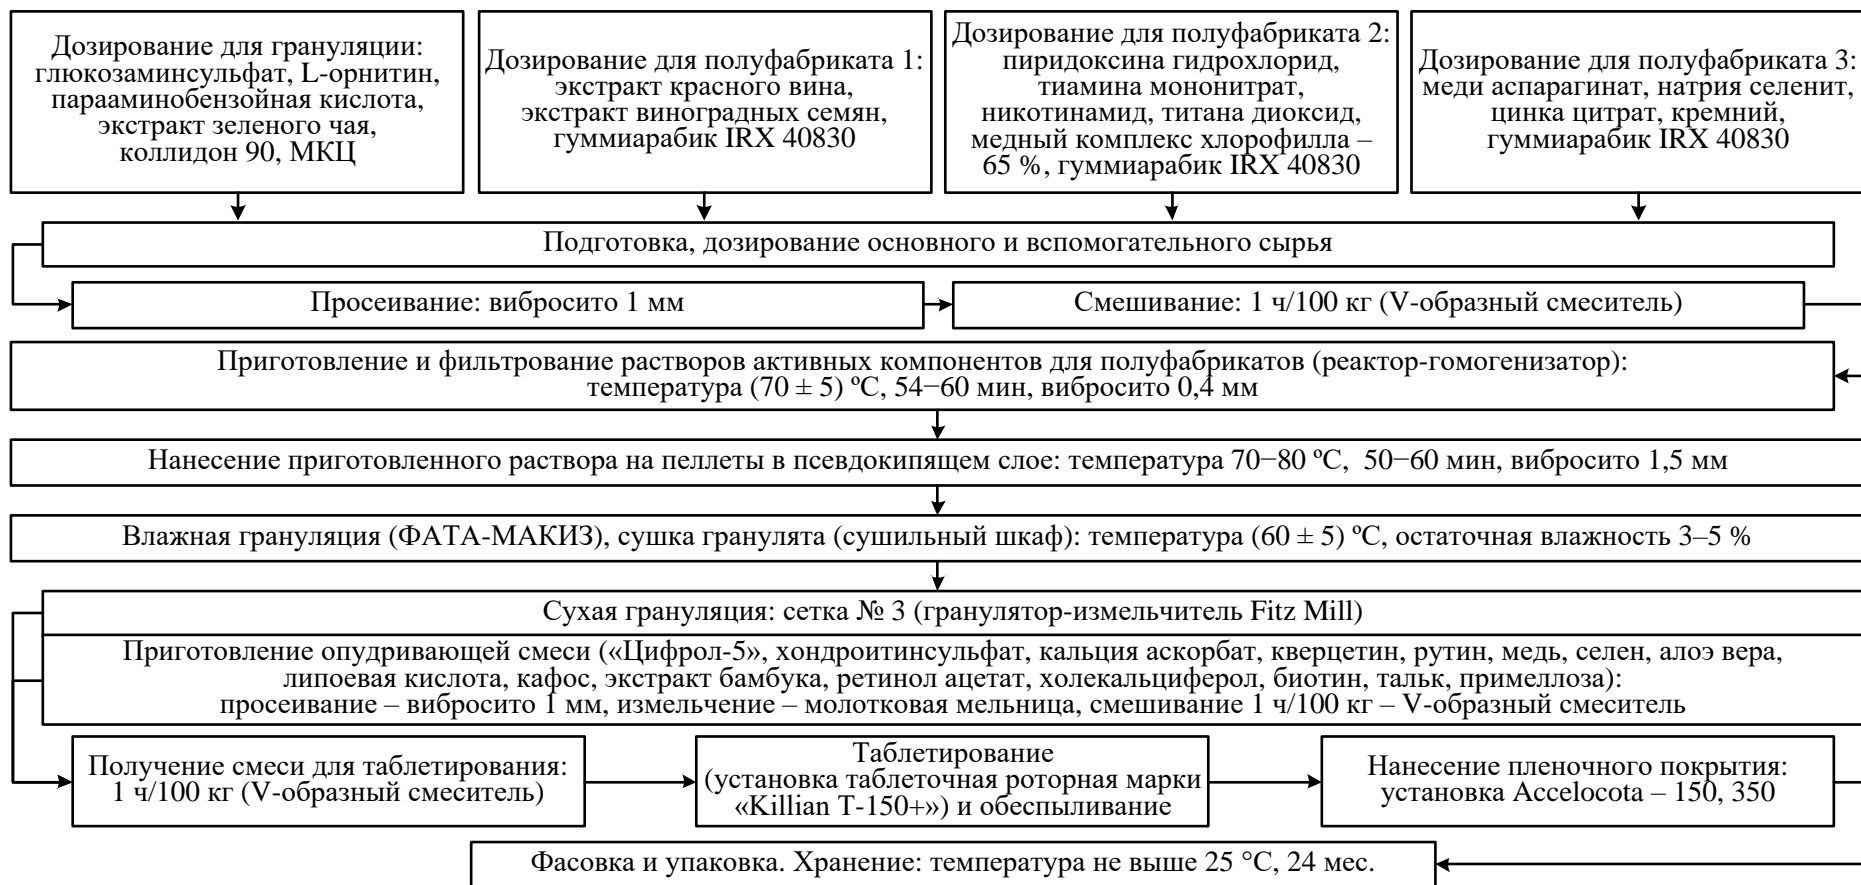 Дозирование для грануляции:
глюкозаминсульфат, L-орнитин,
парааминобензойная кислота,
экстракт зеленого чая,
коллидон 90, МКЦ
Дозирование для полуфабриката 1:
экстракт красного вина,
экстракт виноградных семян,
гуммиарабик IRX 40830
Дозирование для полуфабриката 2:
пиридоксина гидрохлорид,
тиамина мононитрат,
никотинамид, титана диоксид,
медный комплекс хлорофилла –
65 %, гуммиарабик IRX 40830
Дозирование для полуфабриката 3:
меди аспарагинат, натрия селенит,
цинка цитрат, кремний,
гуммиарабик IRX 40830
Подготовка, дозирование основного и вспомогательного сырья
Просеивание: вибросито 1 мм
Смешивание: 1 ч/100 кг (V-образный смеситель)
Приготовление и фильтрование растворов активных компонентов для полуфабрикатов (реактор-гомогенизатор):
температура (70 ± 5) ºС, 54−60 мин, вибросито 0,4 мм
Нанесение приготовленного раствора на пеллеты в псевдокипящем слое: температура 70−80 ºС, 50−60 мин, вибросито 1,5 мм
Влажная грануляция (ФАТА-МАКИЗ), сушка гранулята (сушильный шкаф): температура (60 ± 5) ºС, остаточная влажность 3–5 %
Сухая грануляция: сетка № 3 (гранулятор-измельчитель Fitz Mill)
Приготовление опудривающей смеси («Цифрол-5», хондроитинсульфат, кальция аскорбат, кверцетин, рутин, медь, селен, алоэ вера,
липоевая кислота, кафос, экстракт бамбука, ретинол ацетат, холекальциферол, биотин, тальк, примеллоза):
просеивание – вибросито 1 мм, измельчение – молотковая мельница, смешивание 1 ч/100 кг – V-образный смеситель
Получение смеси для таблетирования:
1 ч/100 кг (V-образный смеситель)
Таблетирование
(установка таблеточная роторная марки
«Killian T-150+») и обеспыливание
Нанесение пленочного покрытия:
установка Accelocota – 150, 350
Фасовка и упаковка. Хранение: температура не выше 25 °С, 24 мес.